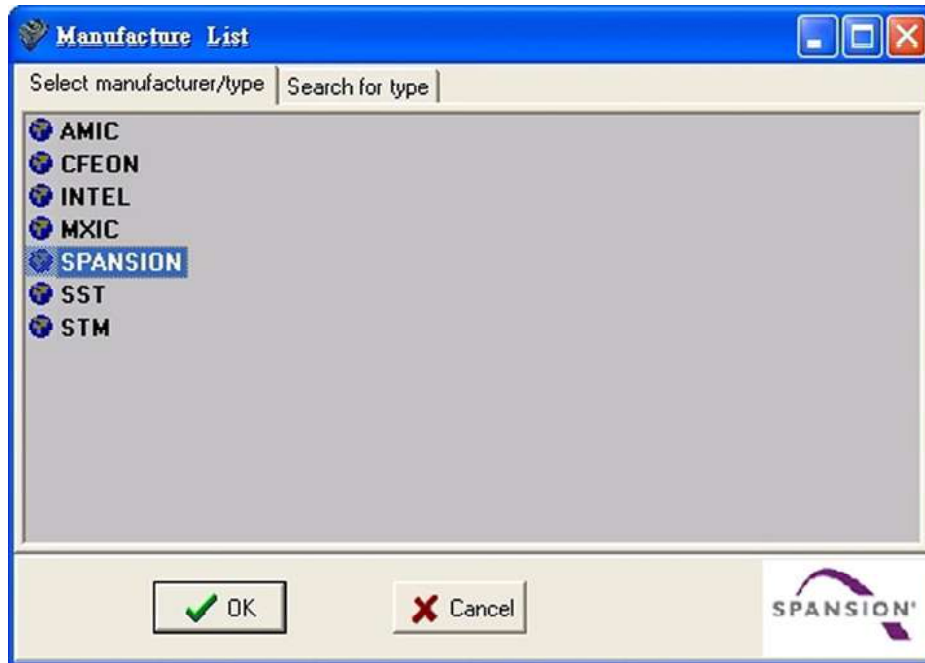 Manufacture List
Select manufacturer/type Search for type
AMIC
CFEON
INTEL
MXIC
SPANSION
SST
STM
OK Cancel
SPANSION